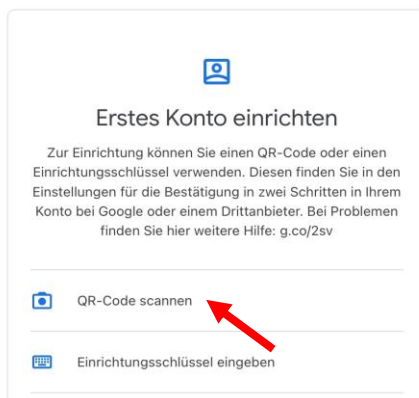 Erstes Konto einrichten
Zur Einrichtung können Sie einen QR-Code oder einen
Einrichtungsschlüssel verwenden. Diesen finden Sie in den
Einstellungen für die Bestätigung in zwei Schritten in Ihrem
Konto bei Google oder einem Drittanbieter. Bei Problemen
finden Sie hier weitere Hilfe: g.co/2sv
QR-Code scannen
Einrichtungsschlüssel eingeben